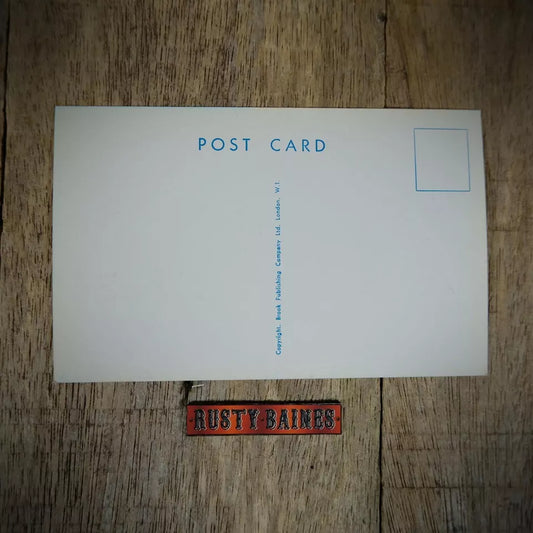 POST CARD
Copyright. Brook Publishing Company Ltd. London. W.1.
RUSTY·BAINES